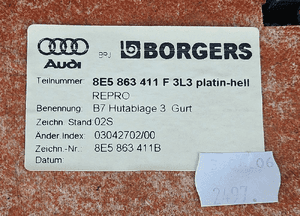 Audi BORGERS
Teilnummer: 8E5 863 411 F 3L3 platin-hell
REPRO
Benennung: B7 Hutablage 3. Gurt
Zeichn. Stand: 02S
Änder Index: 03042702/00
Zeichn.-Nr.: 8E5 863 411B
Datum